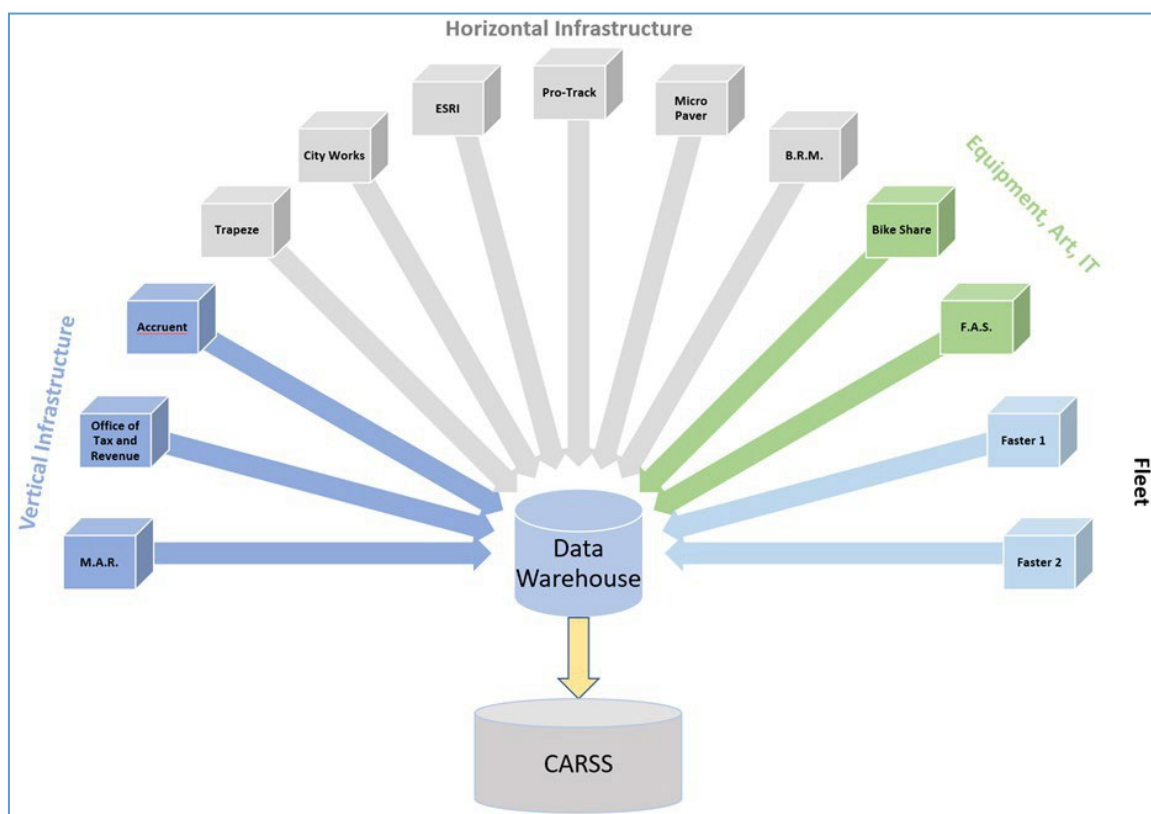 Horizontal Infrastructure
Pro-Track
ESRI
Micro
Paver
City Works
B.R.M.
Equipment, Art, IT
Trapeze
Bike Share
Vertical Infrastructure
Accruent
F.A.S.
Office of
Tax and
Revenue
Faster 1
Fleet
M.A.R.
Data
Warehouse
Faster 2
CARSS